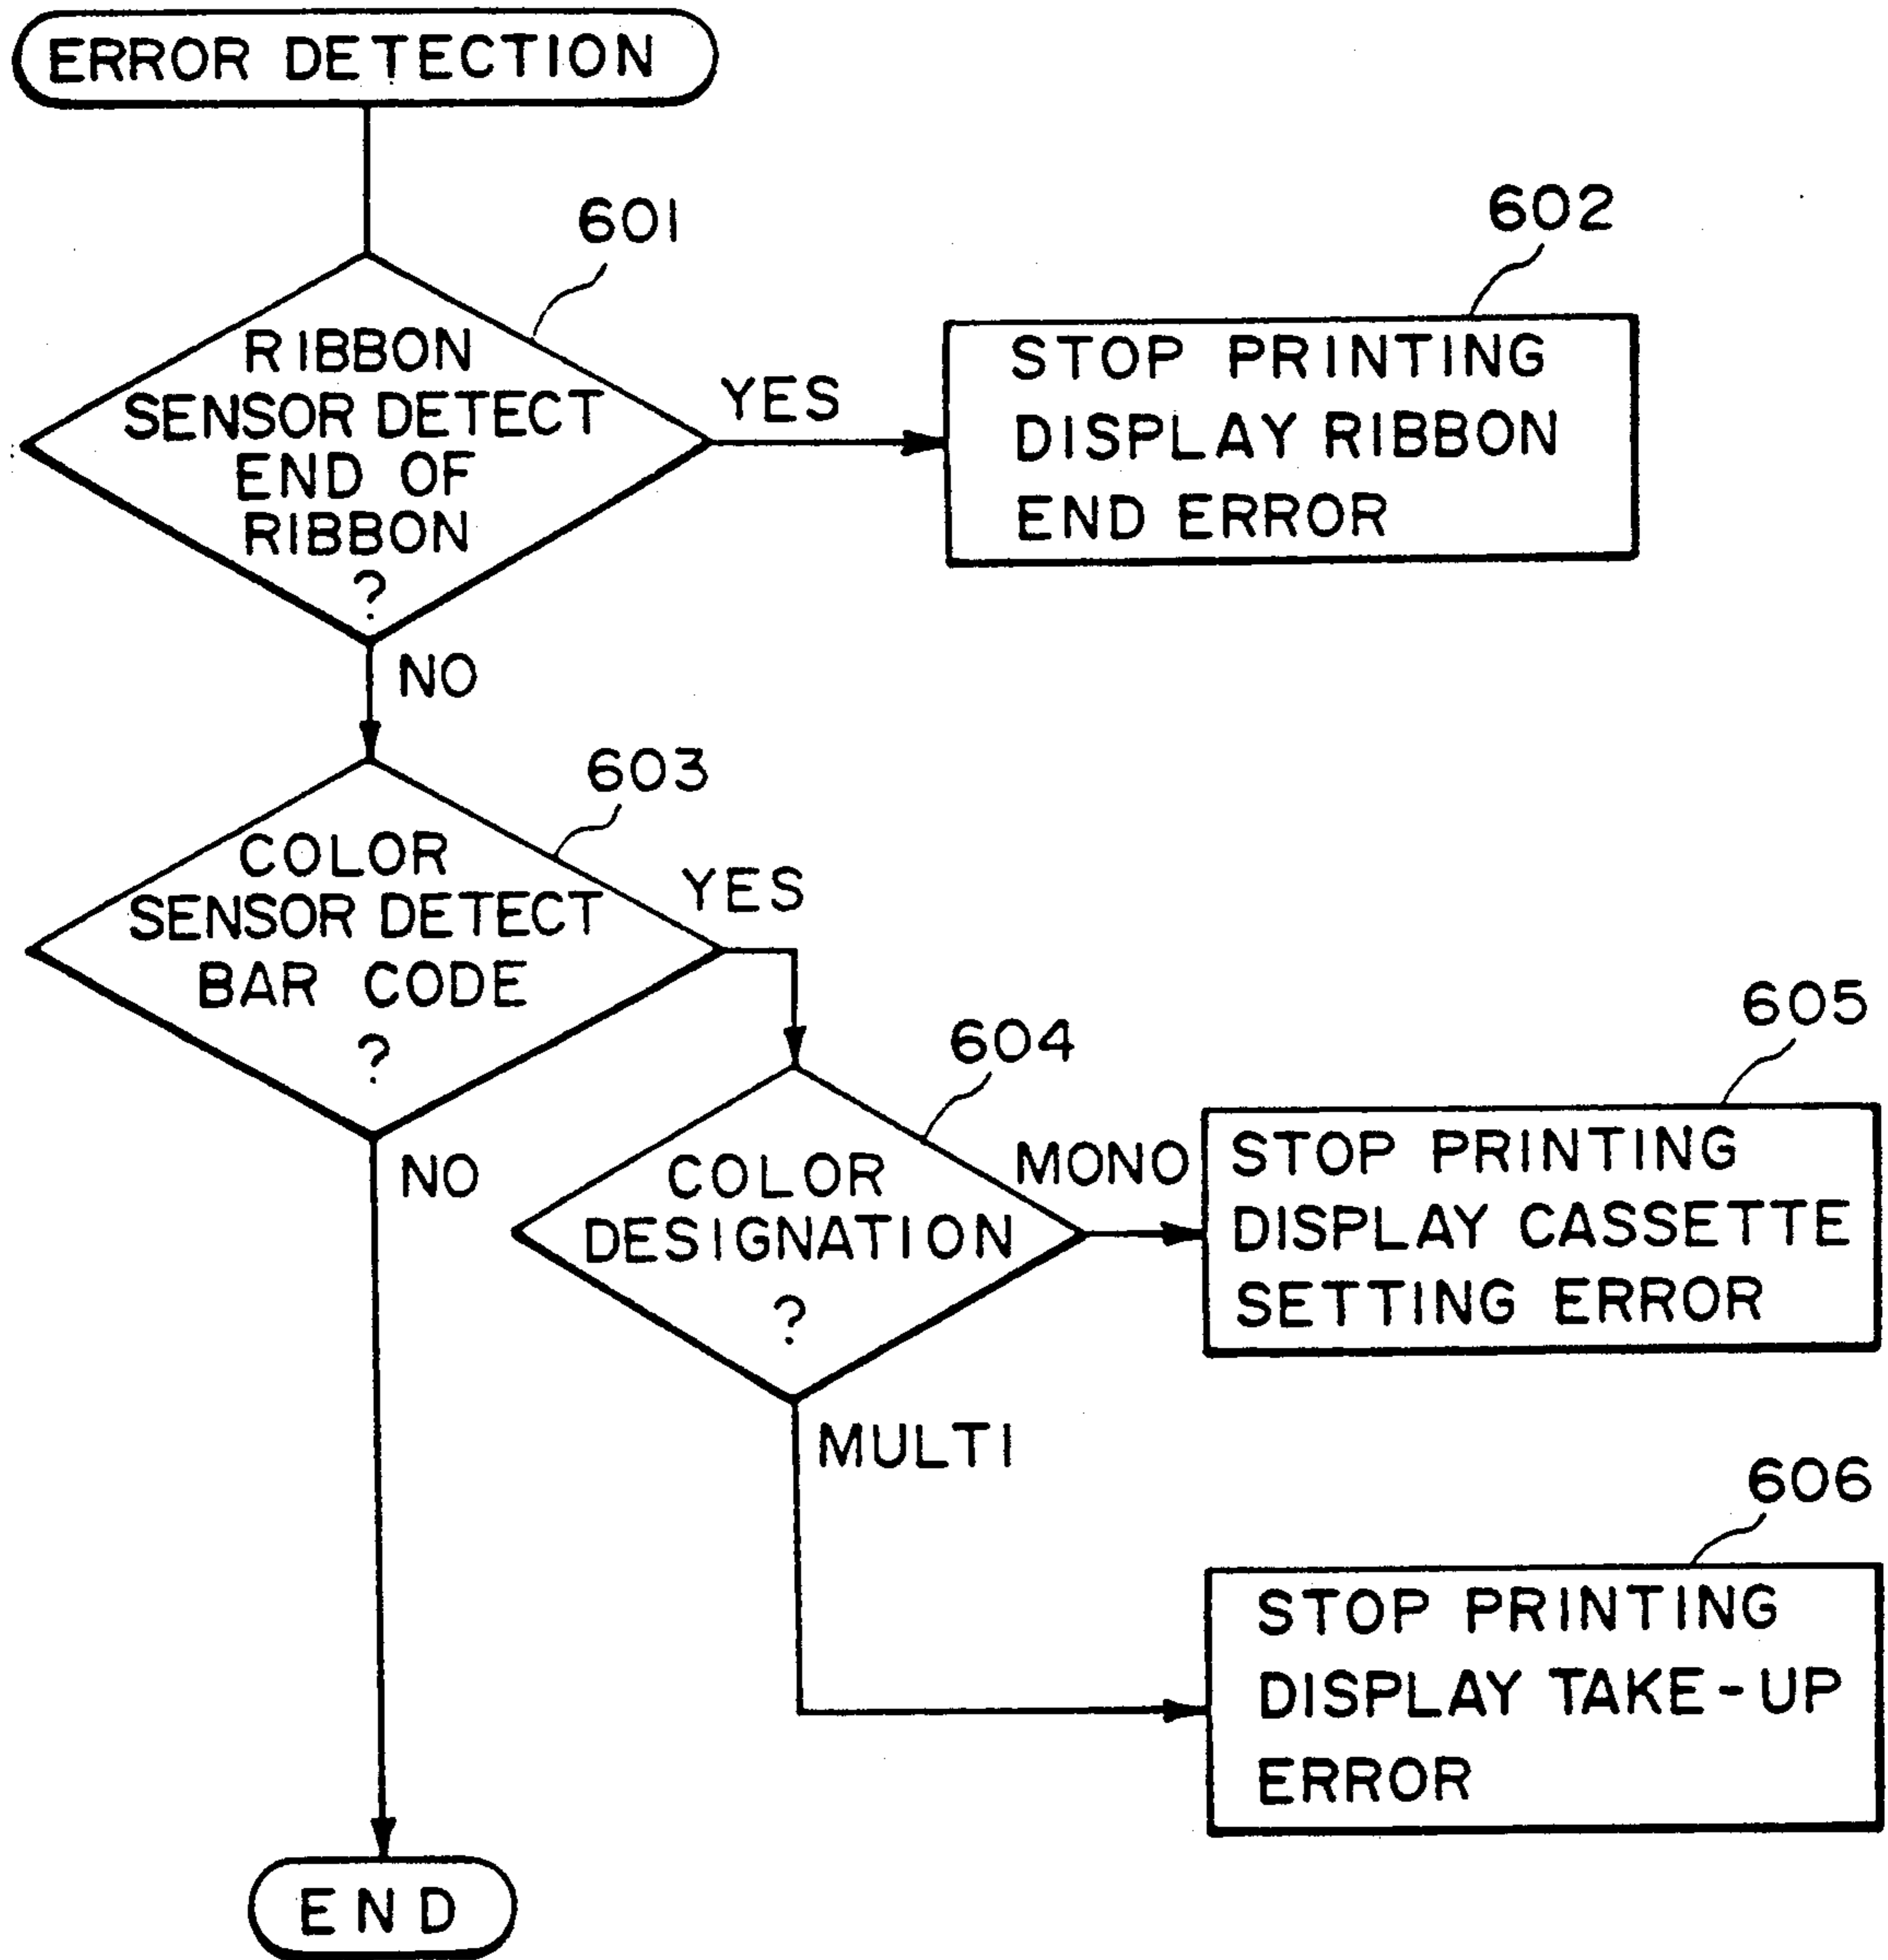 ERROR DETECTION
601
602
RIBBON
SENSOR DETECT
END OF
RIBBON
?
YES
STOP PRINTING
DISPLAY RIBBON
END ERROR
NO
603
COLOR
SENSOR DETECT
BAR CODE
?
YES
NO
604
COLOR
DESIGNATION
?
MONO
605
STOP PRINTING
DISPLAY CASSETTE
SETTING ERROR
MULTI
606
STOP PRINTING
DISPLAY TAKE-UP
ERROR
END